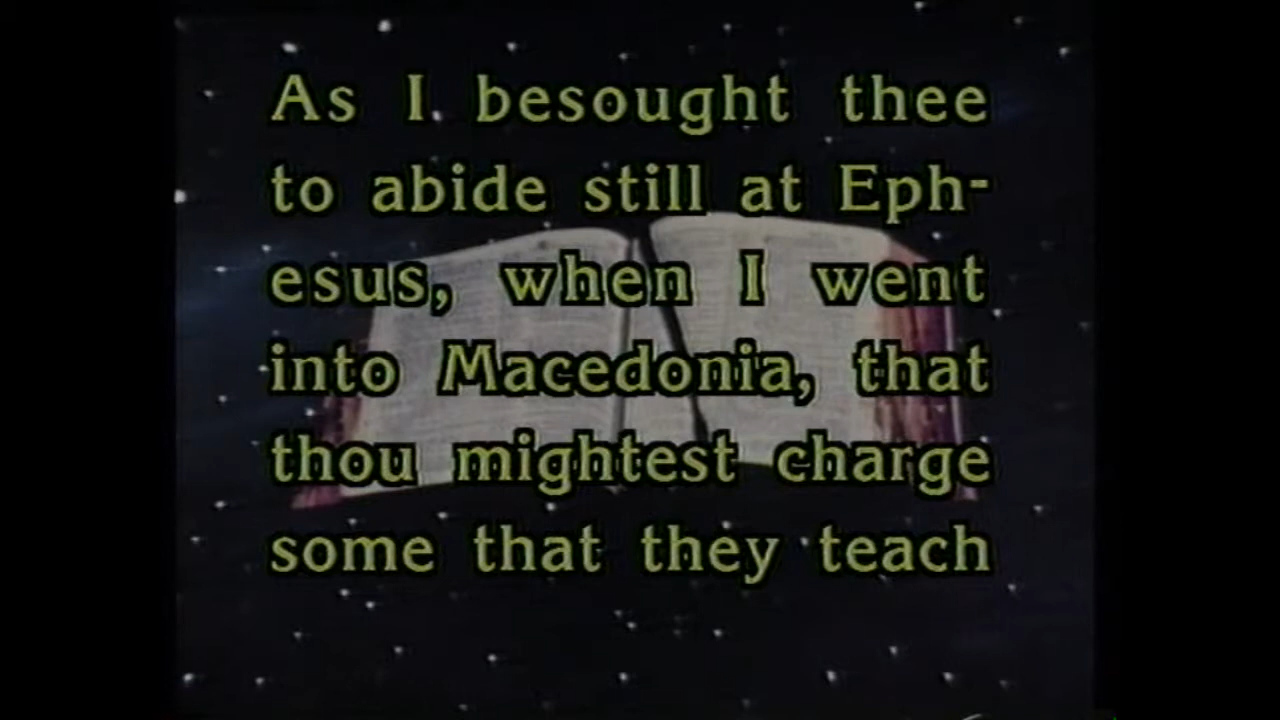 As I besought thee
to abide still at Eph-
esus, when I went
into Macedonia, that
thou mightest charge
some that they teach